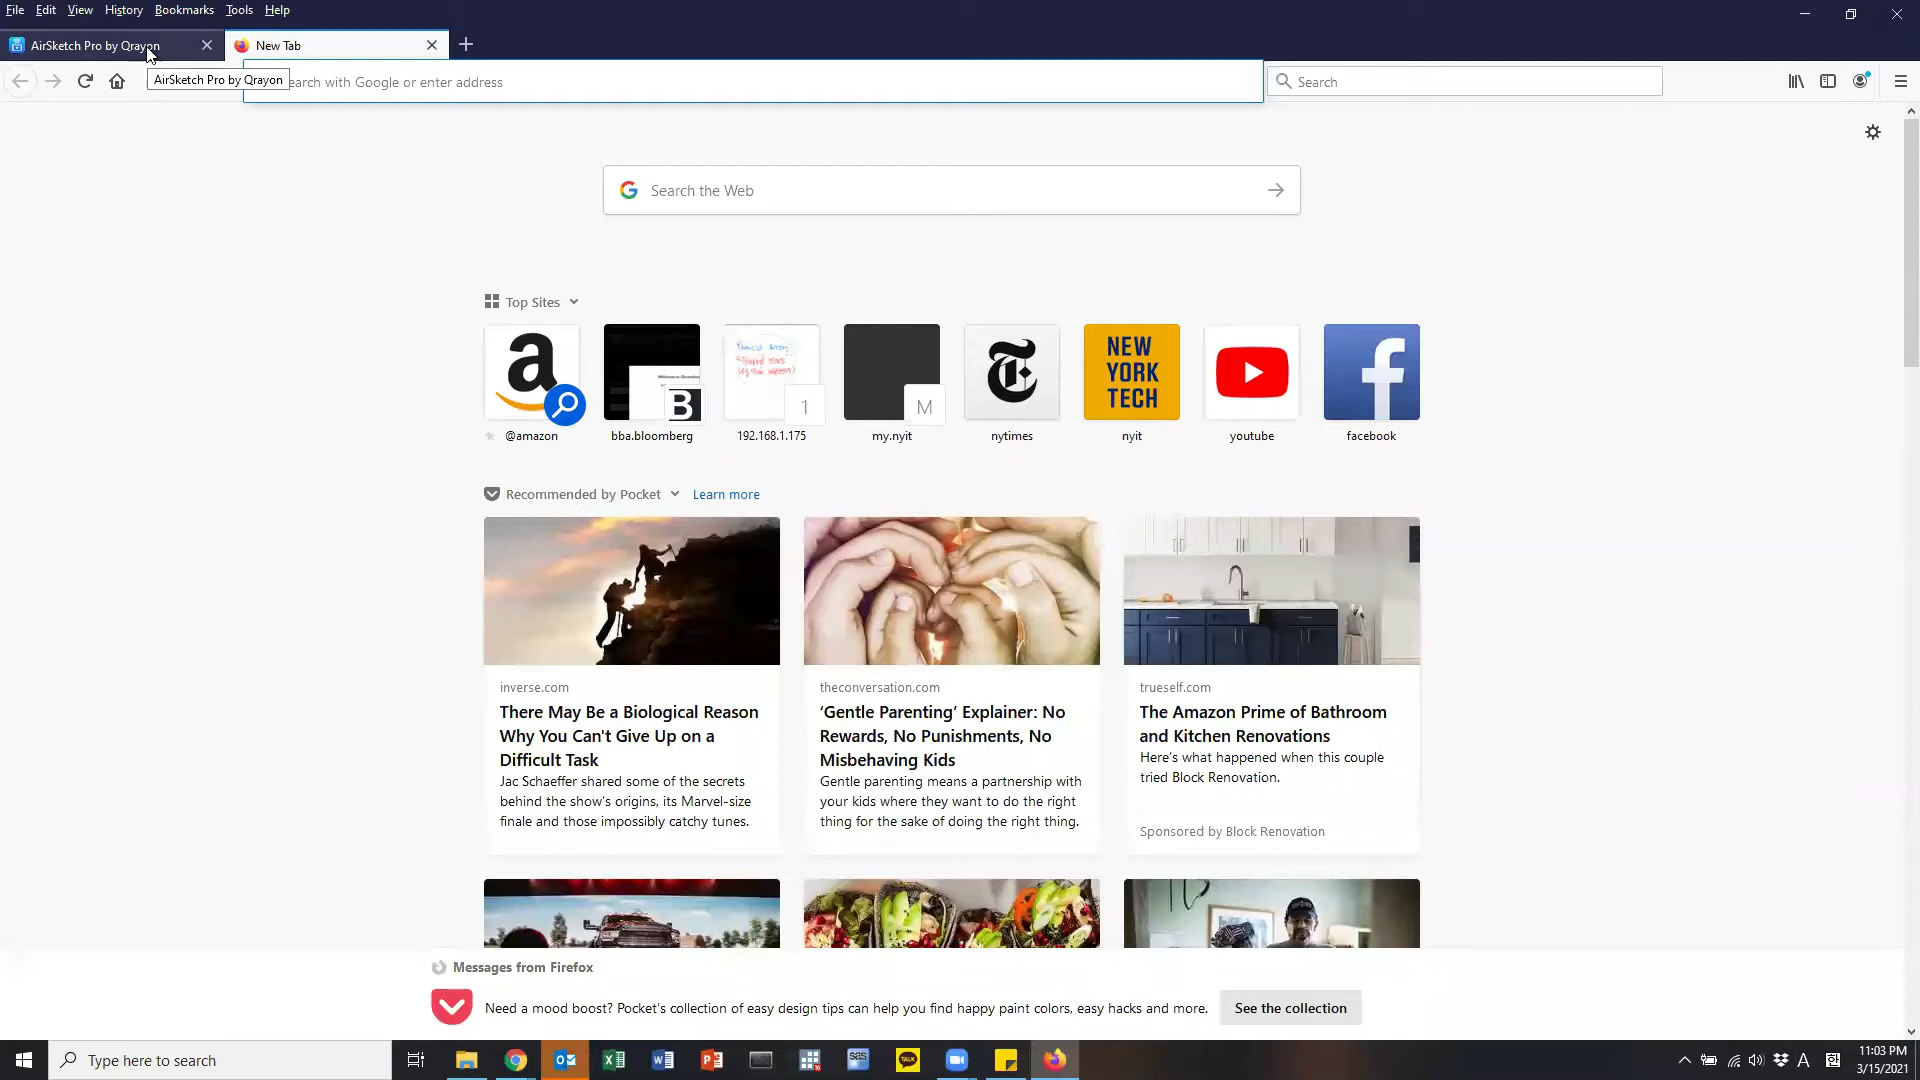 File Edit View History Bookmarks Tools Help
AirSketch Pro by Qrayon
New Tab
AirSketch Pro by Qrayon
earch with Google or enter address
Search
Search the Web
Top Sites
@amazon
bba.bloomberg
192.168.1.175
my.nyit
nytimes
nyit
youtube
facebook
B
1
M
NEW
YORK
TECH
Recommended by Pocket
Learn more
inverse.com
There May Be a Biological Reason
Why You Can't Give Up on a
Difficult Task
Jac Schaeffer shared some of the secrets
behind the show's origins, its Marvel-size
finale and those impossibly catchy tunes.
theconversation.com
‘Gentle Parenting’ Explainer: No
Rewards, No Punishments, No
Misbehaving Kids
Gentle parenting means a partnership with
your kids where they want to do the right
thing for the sake of doing the right thing.
trueself.com
The Amazon Prime of Bathroom
and Kitchen Renovations
Here's what happened when this couple
tried Block Renovation.
Sponsored by Block Renovation
Messages from Firefox
Need a mood boost? Pocket's collection of easy design tips can help you find happy paint colors, easy hacks and more.
See the collection
Type here to search
sas
TALK
A
11:03 PM
3/15/2021